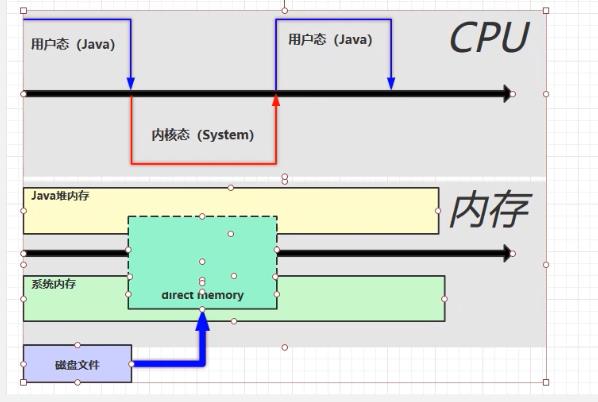 用户态（Java）
用户态（Java）
CPU
内核态（System）
Java堆内存
内存
系统内存
direct memory
磁盘文件